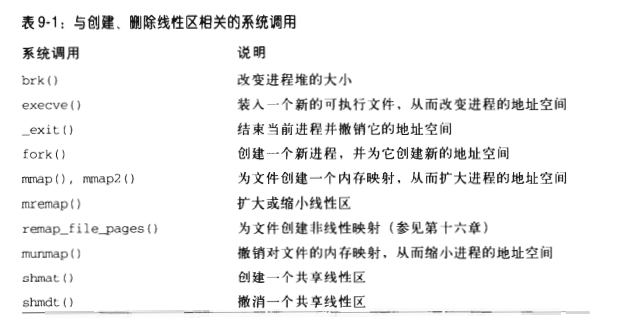 表 9-1：与创建、删除线性区相关的系统调用
系统调用 说明
brk() 改变进程堆的大小
execve() 装入一个新的可执行文件，从而改变进程的地址空间
_exit() 结束当前进程并撤销它的地址空间
fork() 创建一个新进程，并为它创建新的地址空间
mmap(), mmap2() 为文件创建一个内存映射，从而扩大进程的地址空间
mremap() 扩大或缩小线性区
remap_file_pages() 为文件创建非线性映射（参见第十六章）
munmap() 撤销对文件的内存映射，从而缩小进程的地址空间
shmat() 创建一个共享线性区
shmdt() 撤消一个共享线性区